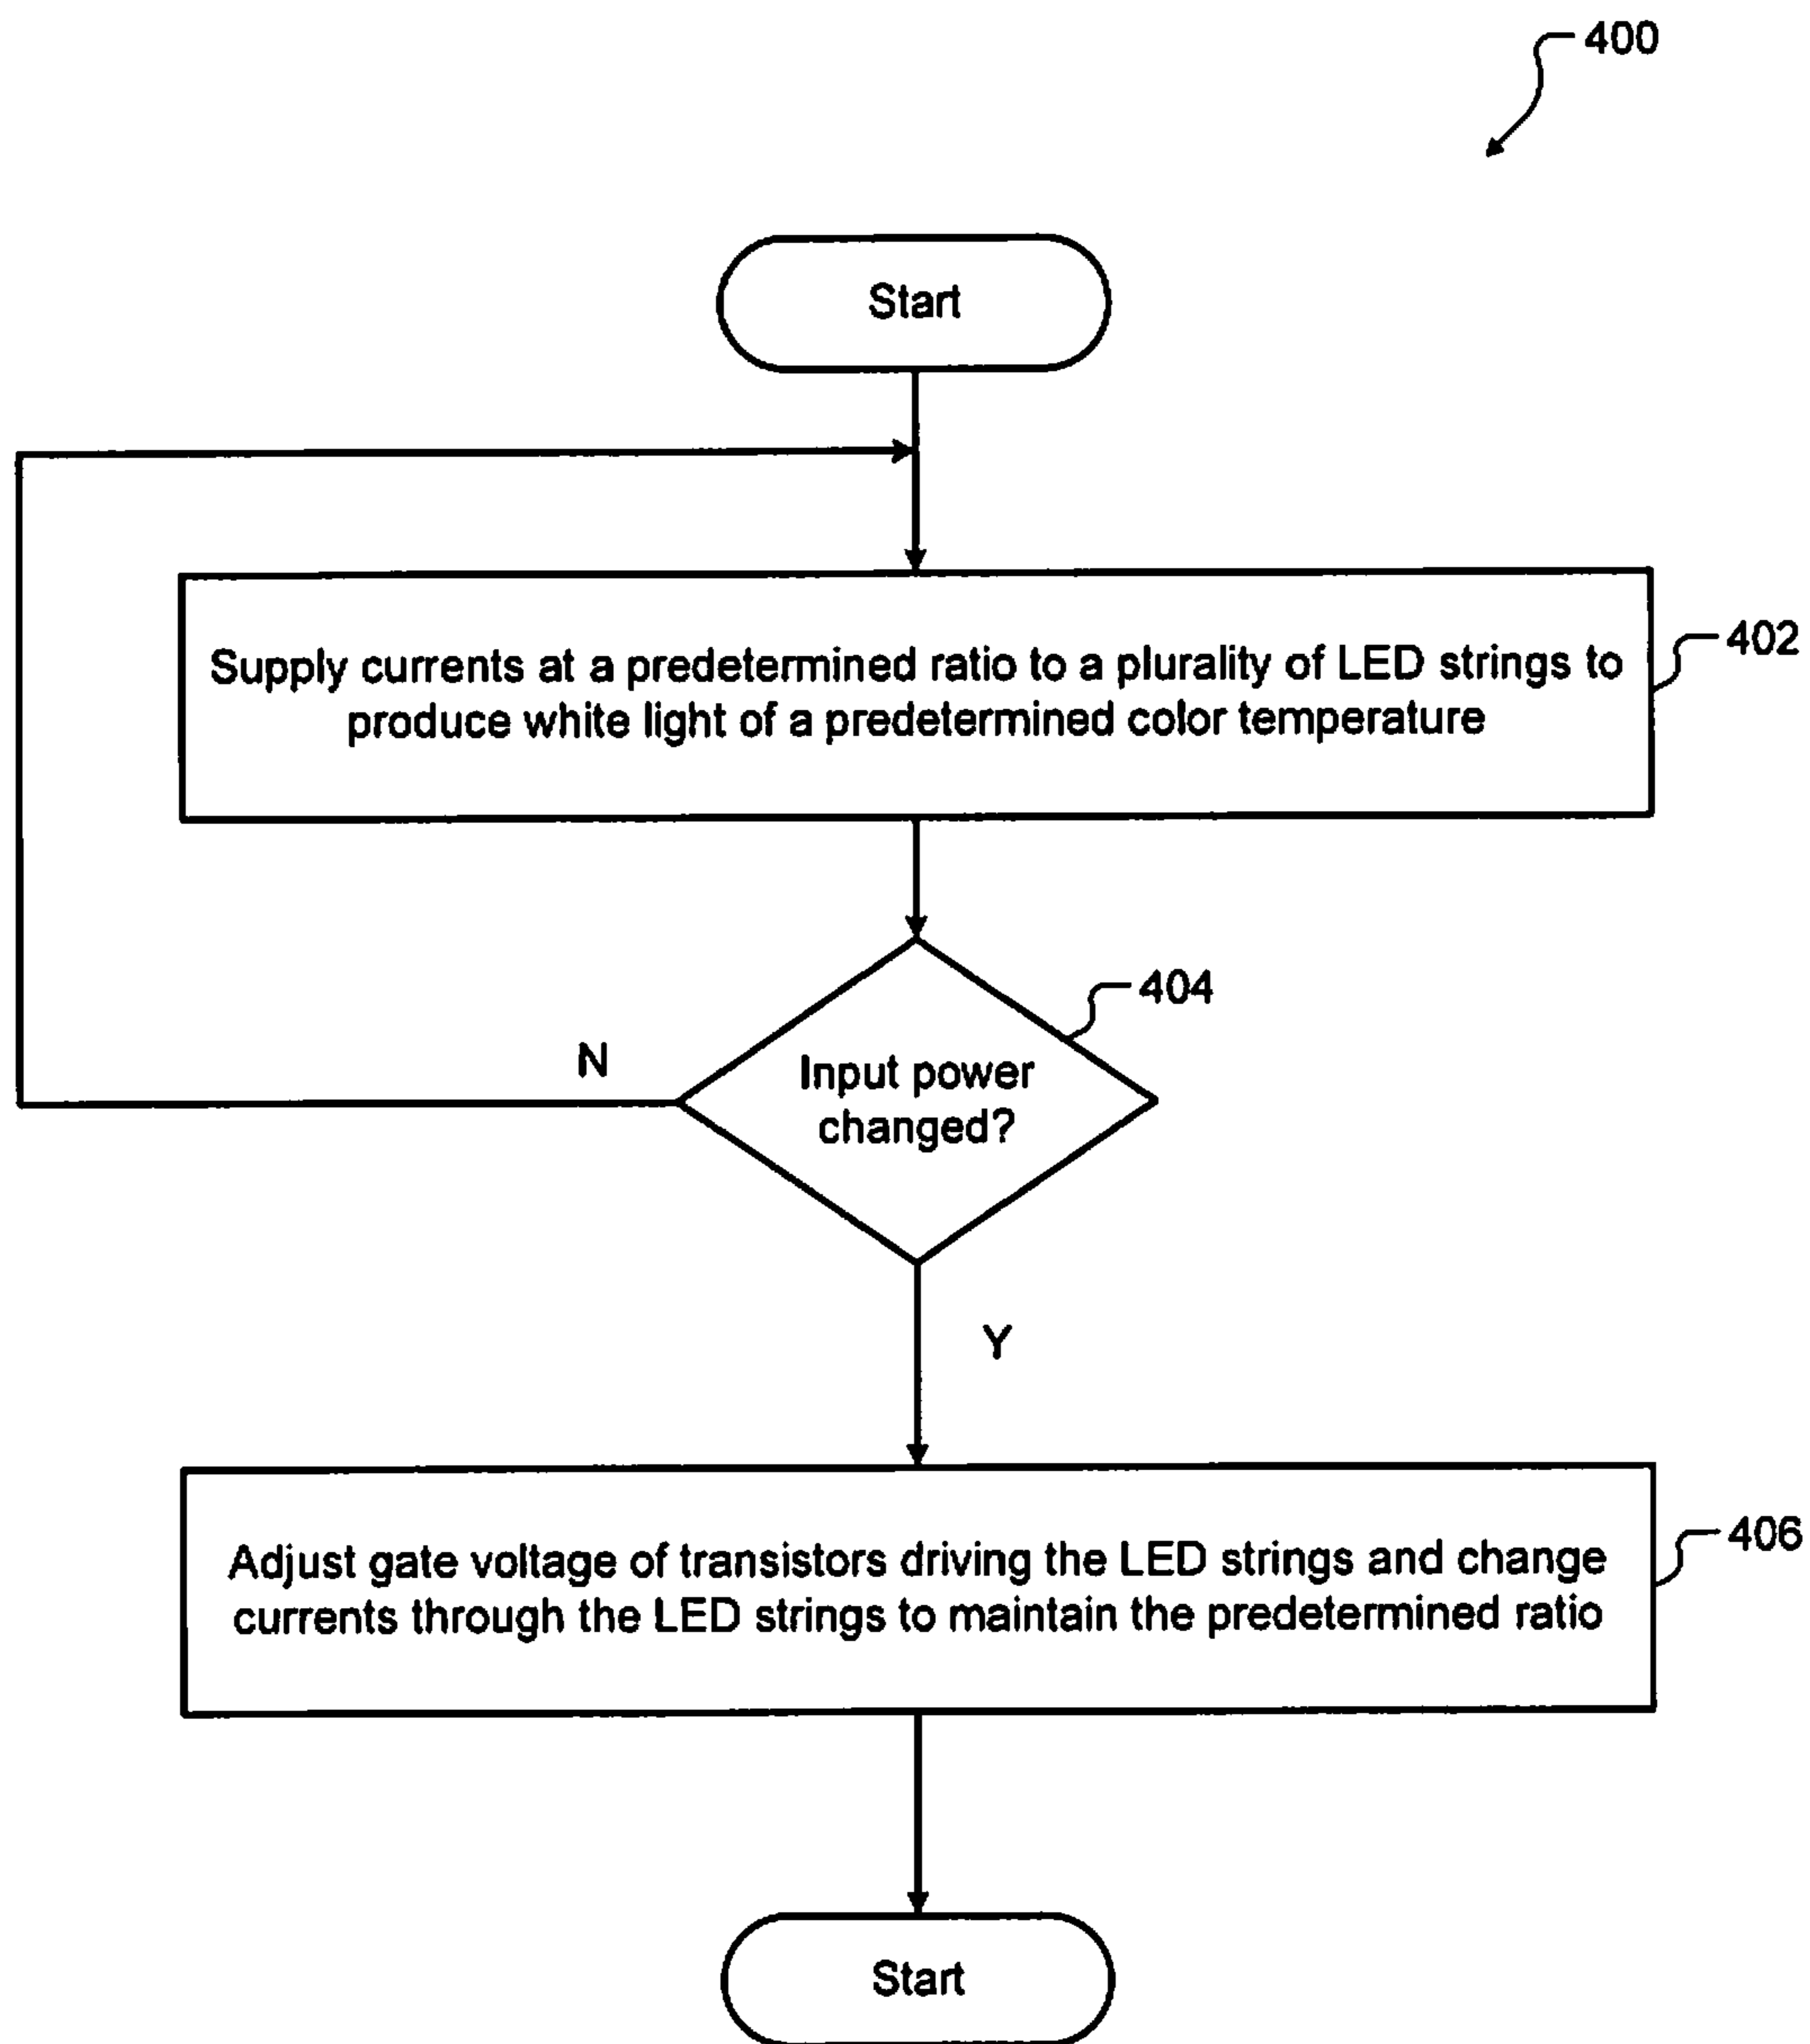 400
Start
Supply currents at a predetermined ratio to a plurality of LED strings to
produce white light of a predetermined color temperature
402
404
Input power
changed?
N
Y
Adjust gate voltage of transistors driving the LED strings and change
currents through the LED strings to maintain the predetermined ratio
406
Start